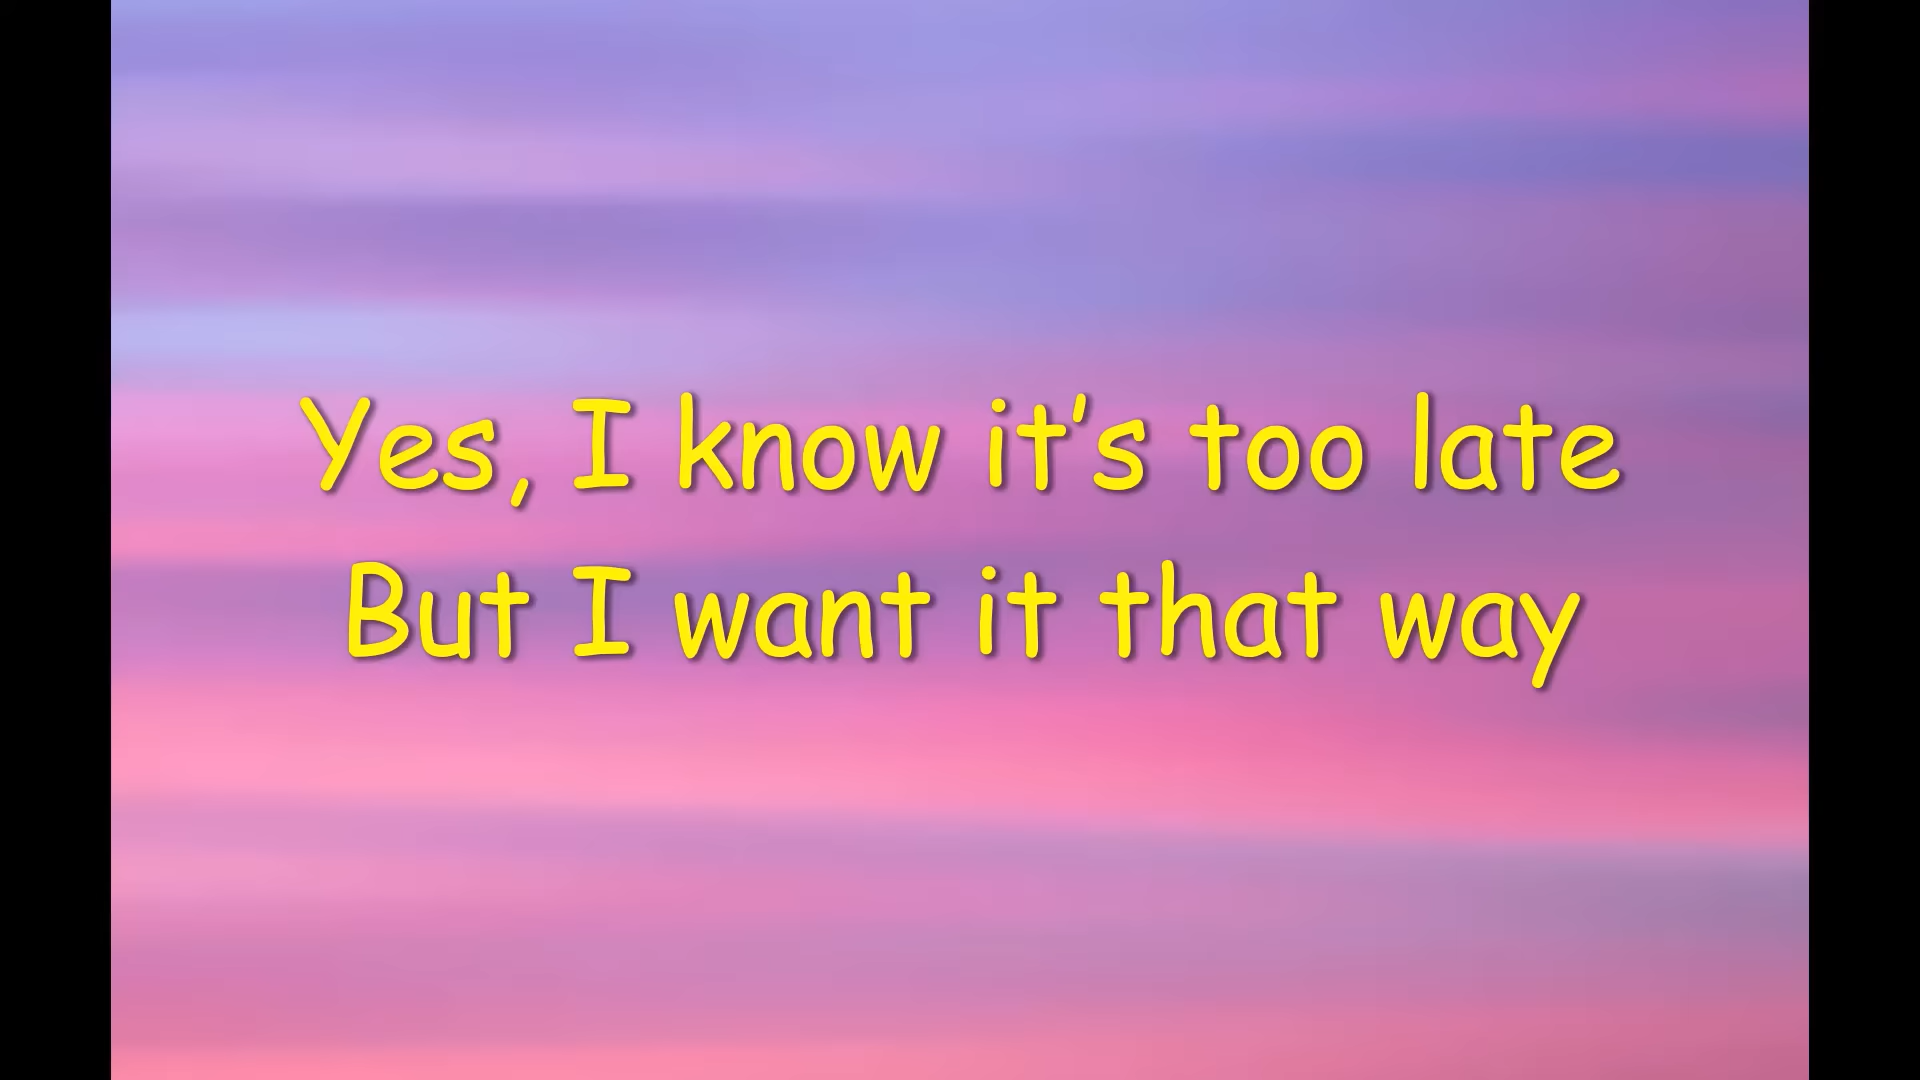 Yes, I know it’s too late
But I want it that way